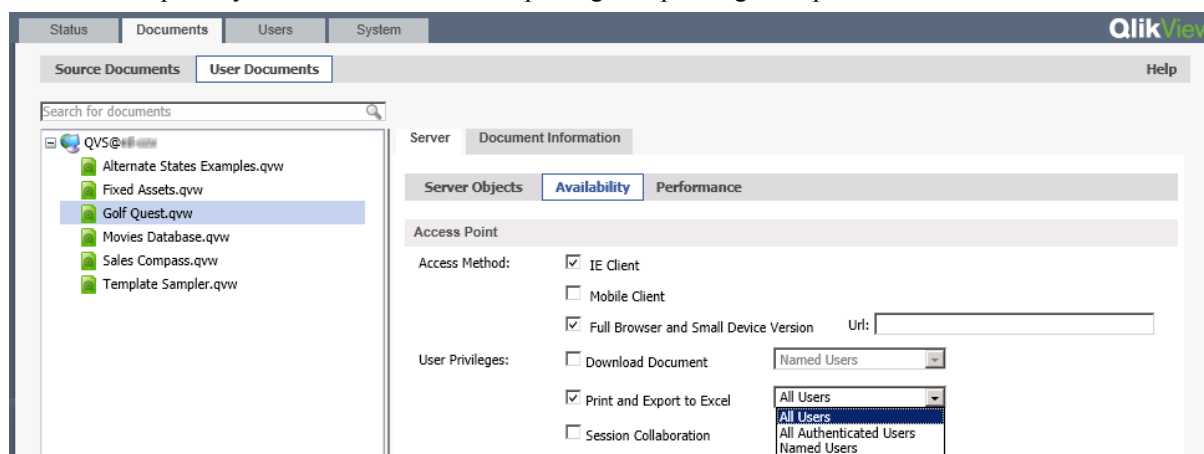 Status Documents Users System QlikView
Source Documents User Documents Help
Search for documents
Server Document Information
QVS@
Alternate States Examples.qvw
Fixed Assets.qvw
Server Objects Availability Performance
Golf Quest.qvw
Movies Database.qvw
Access Point
Sales Compass.qvw
Access Method: IE Client
Template Sampler.qvw
Mobile Client
Full Browser and Small Device Version Url:
User Privileges: Download Document Named Users
Print and Export to Excel All Users
All Users
Session Collaboration All Authenticated Users
Named Users